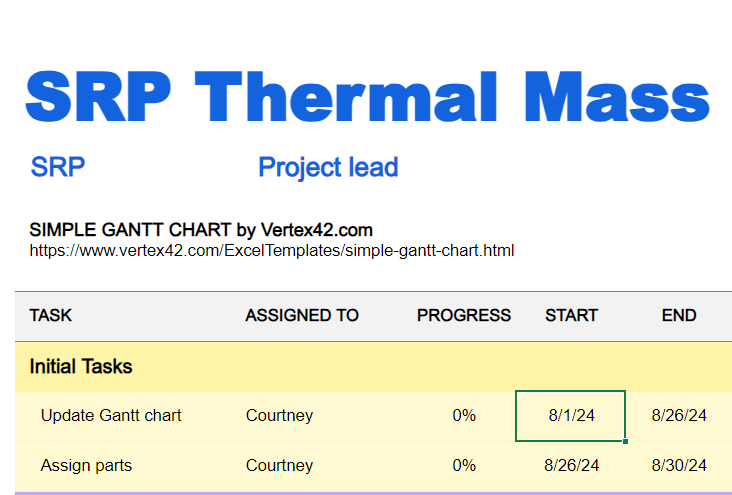 SRP Thermal Mass
SRP Project lead
SIMPLE GANTT CHART by Vertex42.com
https://www.vertex42.com/ExcelTemplates/simple-gantt-chart.html
TASK ASSIGNED TO PROGRESS START END
Initial Tasks
Update Gantt chart Courtney 0% 8/1/24 8/26/24
Assign parts Courtney 0% 8/26/24 8/30/24